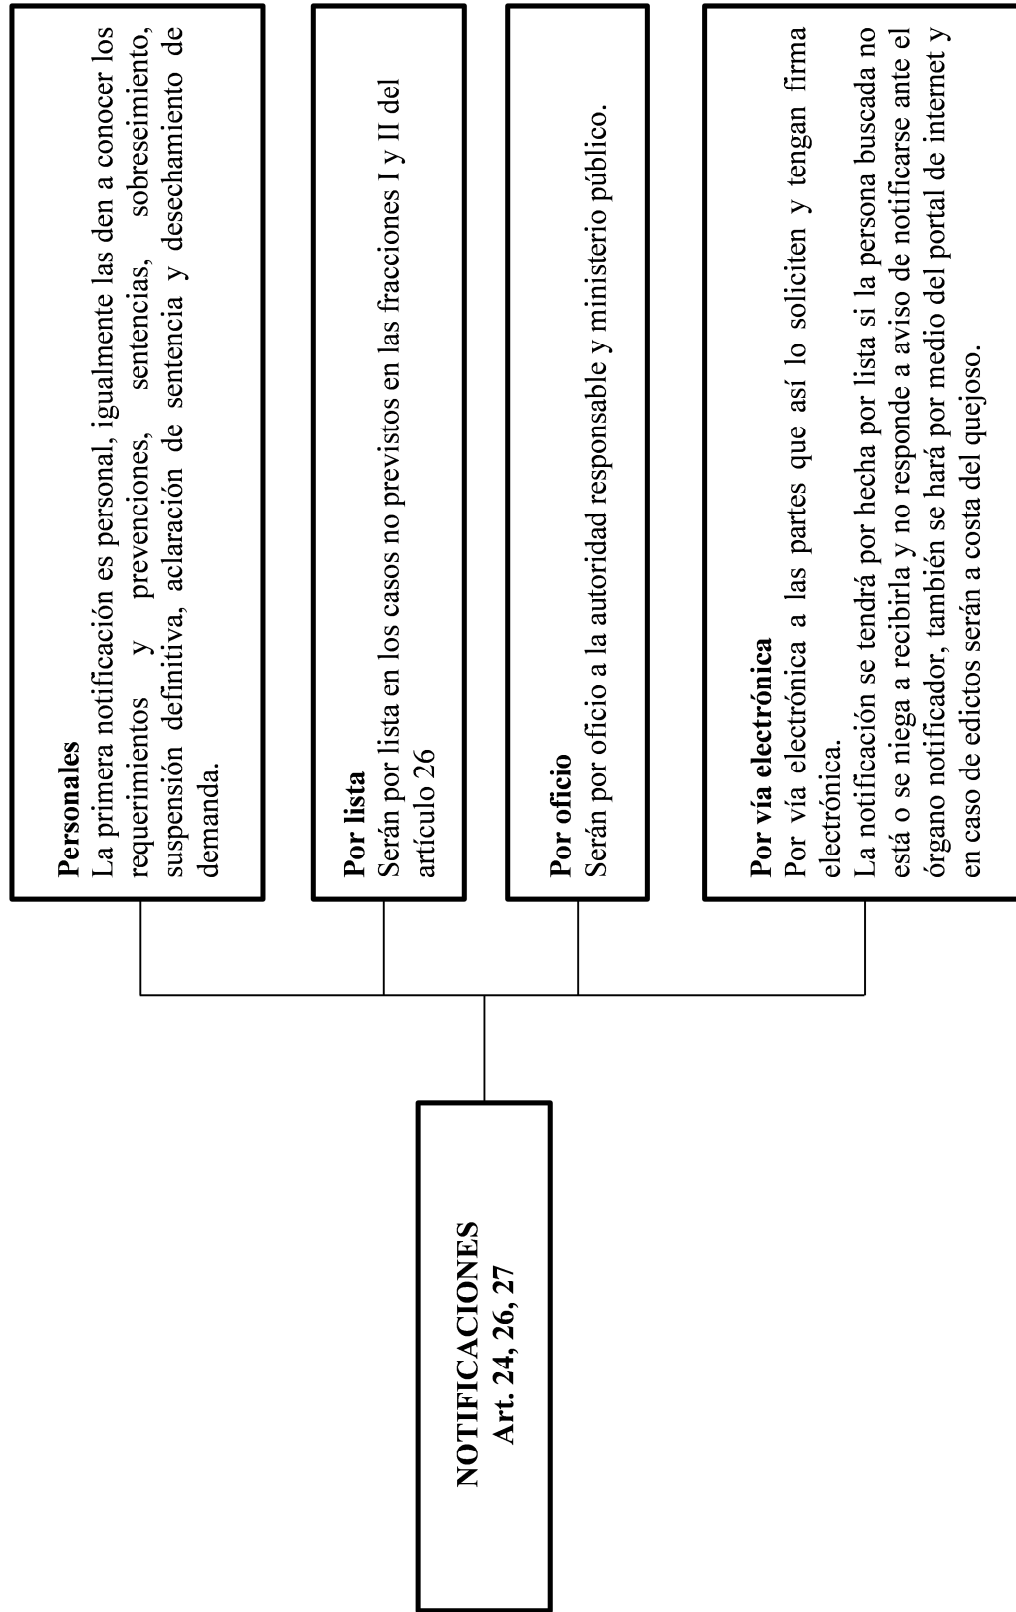 NOTIFICACIONES
Art. 24, 26, 27
Personales
La primera notificación es personal, igualmente las den a conocer los
requerimientos y prevenciones, sentencias, sobreseimiento,
suspensión definitiva, aclaración de sentencia y desechamiento de
demanda.
Por lista
Serán por lista en los casos no previstos en las fracciones I y II del
artículo 26
Por oficio
Serán por oficio a la autoridad responsable y ministerio público.
Por vía electrónica
Por vía electrónica a las partes que así lo soliciten y tengan firma
electrónica.
La notificación se tendrá por hecha por lista si la persona buscada no
está o se niega a recibirla y no responde a aviso de notificarse ante el
órgano notificador, también se hará por medio del portal de internet y
en caso de edictos serán a costa del quejoso.